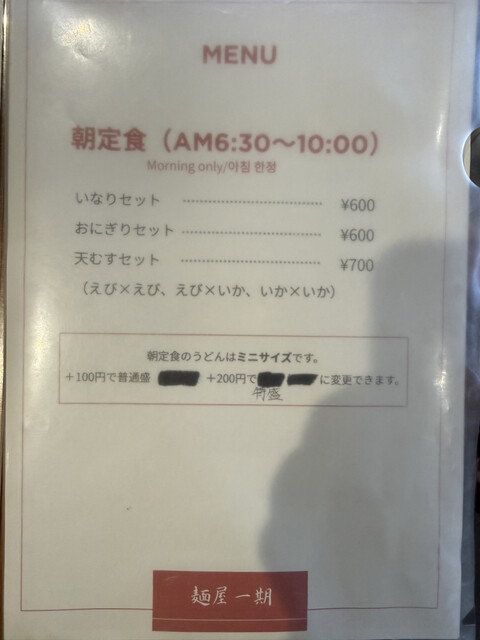 MENU
朝定食（AM6:30～10:00）
Morning only/아침 한정
いなりセット ¥600
おにぎりセット ¥600
天むすセット ¥700
（えび×えび、えび×いか、いか×いか）
朝定食のうどんはミニサイズです。
＋100円で普通盛 ＋200円で に変更できます。
特盛
麺屋一期